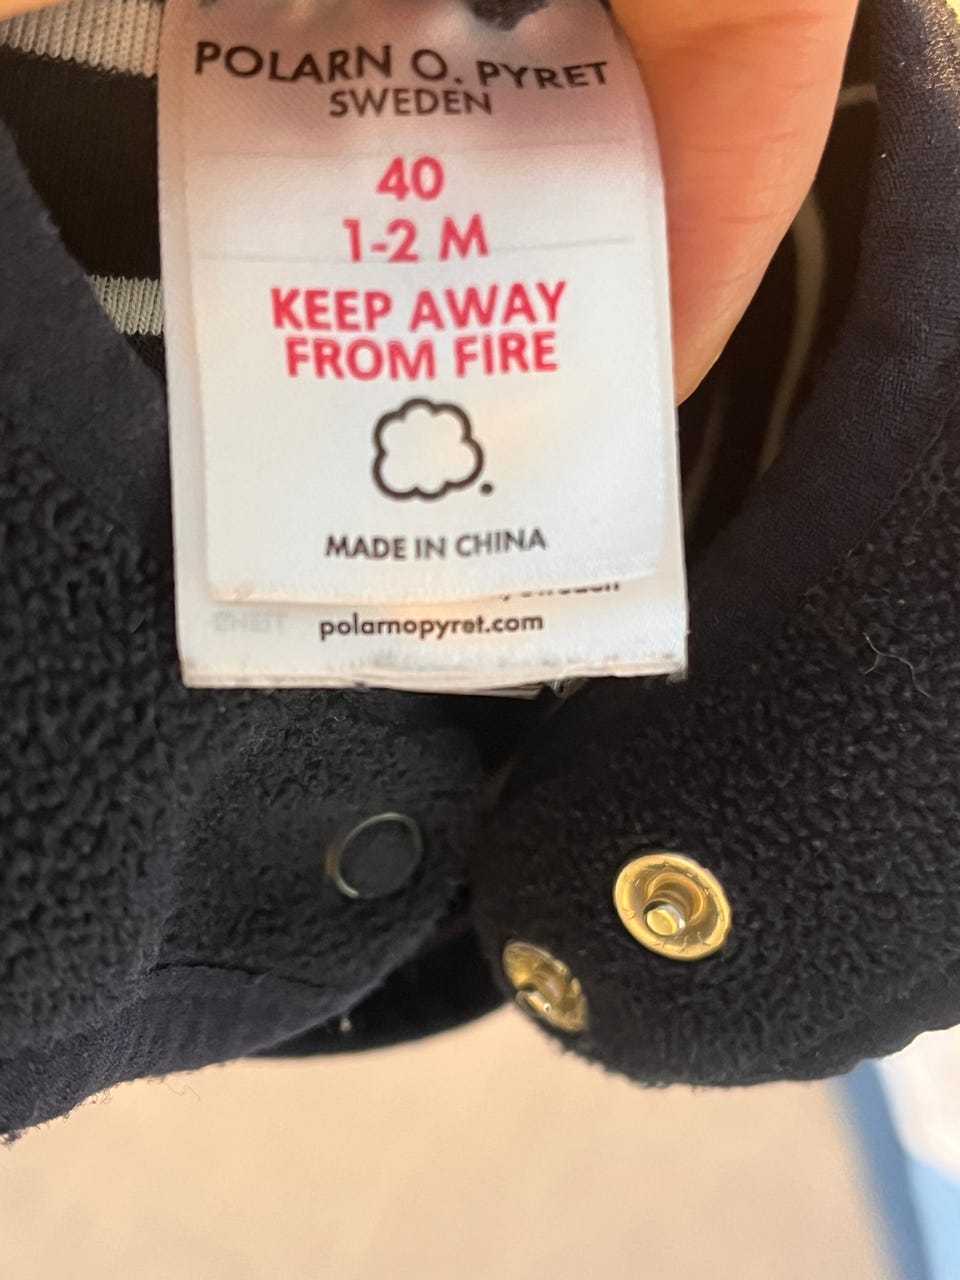 POLARN O. PYRET
SWEDEN
40
1-2 M
KEEP AWAY
FROM FIRE
MADE IN CHINA
polarnopyret.com